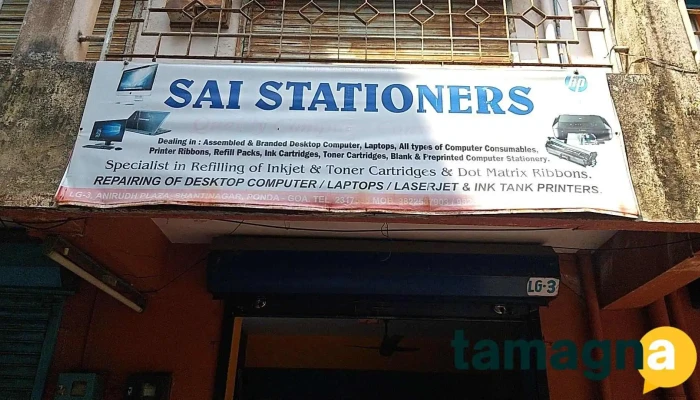 SAI STATIONERS
hp
Dealing in : Assembled & Branded Desktop Computer, Laptops, All types of Computer Consumables,
Printer Ribbons, Refill Packs, Ink Cartridges, Toner Cartridges, Blank & Preprinted Computer Stationery.
Specialist in Refilling of Inkjet & Toner Cartridges & Dot Matrix Ribbons.
REPAIRING OF DESKTOP COMPUTER / LAPTOPS / LASERJET & INK TANK PRINTERS.
LG-3, ANIRUDH PLAZA, SHANTINAGAR, PONDA - GOA, TEL. MOB.
LG-3
tamagna